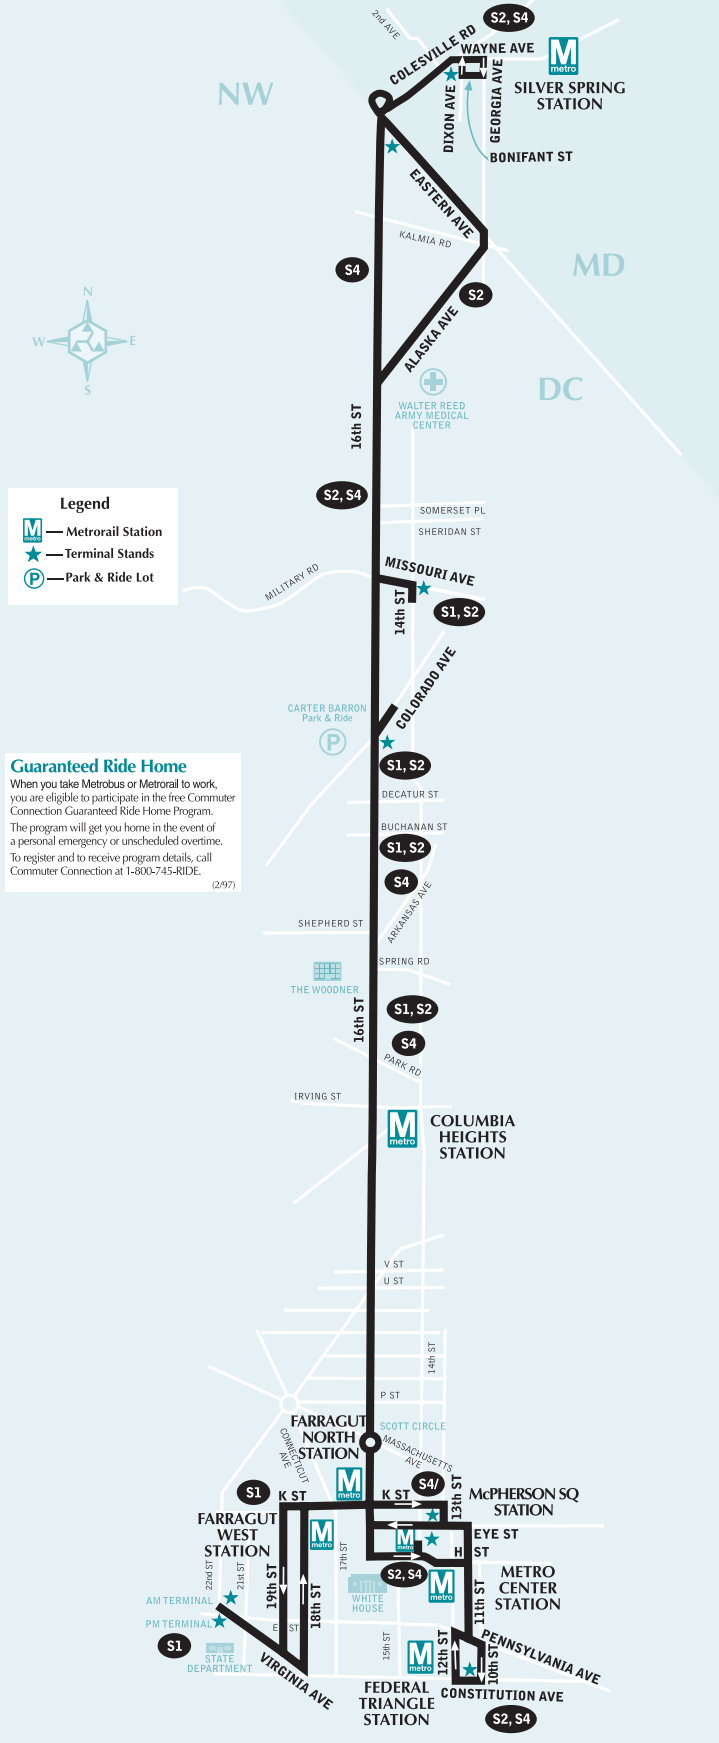 2nd AVE
S2, S4
COLESVILLE RD
WAYNE AVE
M
metro
SILVER SPRING
STATION
NW
DIXON AVE
GEORGIA AVE
BONIFANT ST
EASTERN AVE
KALMIA RD
S4
MD
S2
N
W
E
S
ALASKA AVE
DC
WALTER REED
ARMY MEDICAL
CENTER
16th ST
S2, S4
Legend
M
metro
Metrorail Station
Terminal Stands
P
Park & Ride Lot
SOMERSET PL
SHERIDAN ST
MISSOURI AVE
MILITARY RD
14th ST
S1, S2
COLORADO AVE
CARTER BARRON
Park & Ride
P
S1, S2
Guaranteed Ride Home
When you take Metrobus or Metrorail to work,
you are eligible to participate in the free Commuter
Connection Guaranteed Ride Home Program.
The program will get you home in the event of
a personal emergency or unscheduled overtime.
To register and to receive program details, call
Commuter Connection at 1-800-745-RIDE.
(2/97)
DECATUR ST
BUCHANAN ST
S1, S2
S4
ARKANSAS AVE
SHEPHERD ST
SPRING RD
THE WOODNER
16th ST
S1, S2
S4
PARK RD
IRVING ST
M
metro
COLUMBIA
HEIGHTS
STATION
V ST
U ST
14th ST
P ST
SCOTT CIRCLE
FARRAGUT
NORTH
STATION
CONNECTICUT
AVE
MASSACHUSETTS
AVE
M
metro
S1
K ST
K ST
S4/
13th ST
McPHERSON SQ
STATION
FARRAGUT
WEST
STATION
M
metro
M
metro
EYE ST
H ST
17th ST
22nd ST
21st ST
19th ST
18th ST
S2, S4
M
metro
METRO
CENTER
STATION
WHITE
HOUSE
11th ST
AM TERMINAL
PM TERMINAL
E ST
S1
STATE
DEPARTMENT
VIRGINIA AVE
15th ST
M
metro
12th ST
10th ST
PENNSYLVANIA AVE
FEDERAL
TRIANGLE
STATION
CONSTITUTION AVE
S2, S4